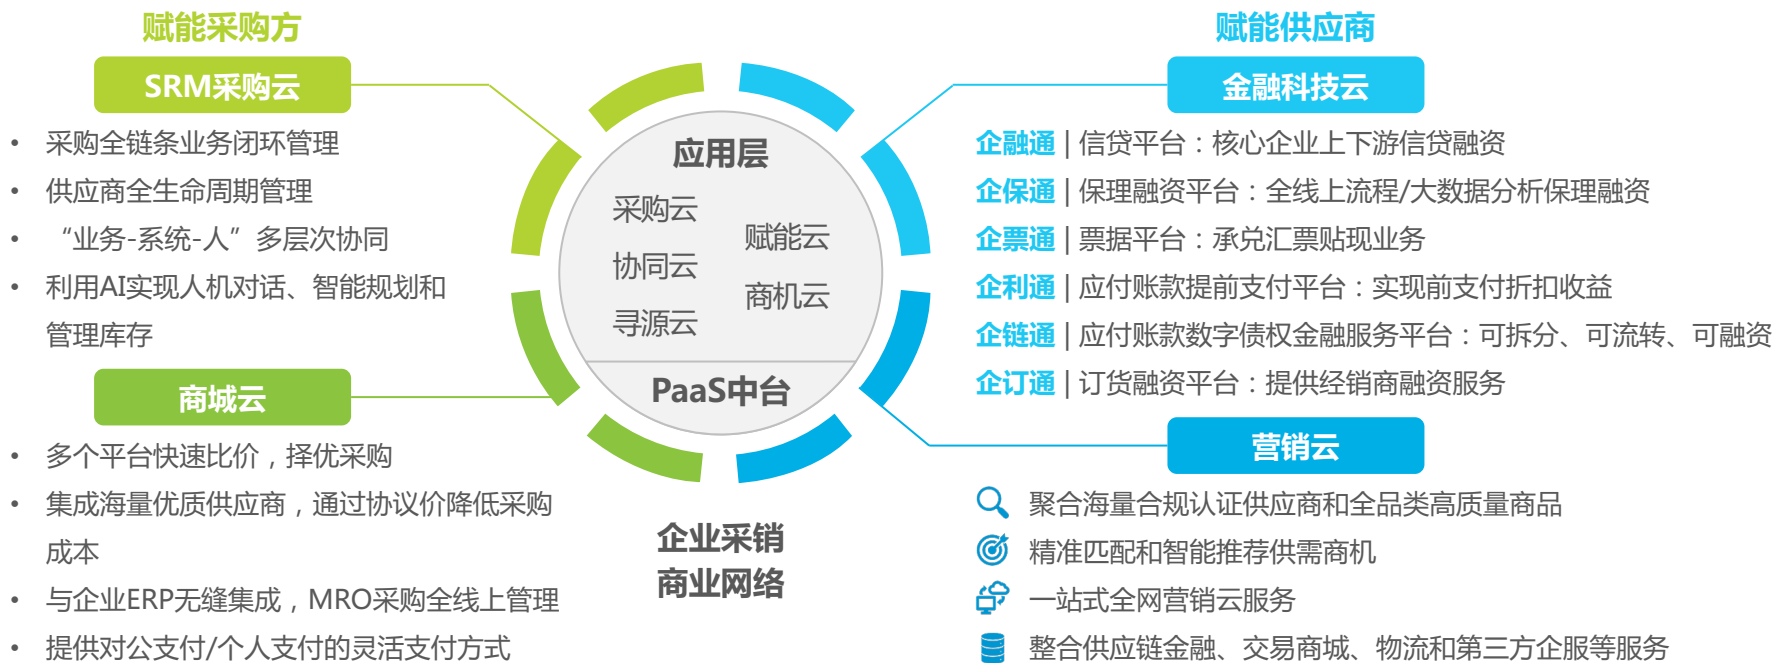 赋能采购方
SRM采购云
• 采购全链条业务闭环管理
• 供应商全生命周期管理
• “业务-系统-人”多层次协同
• 利用AI实现人机对话、智能规划和
管理库存
商城云
• 多个平台快速比价，择优采购
• 集成海量优质供应商，通过协议价降低采购
成本
• 与企业ERP无缝集成，MRO采购全线上管理
• 提供对公支付/个人支付的灵活支付方式
应用层
采购云
协同云
寻源云
赋能云
商机云
PaaS中台
企业采销
商业网络
赋能供应商
金融科技云
企融通 | 信贷平台：核心企业上下游信贷融资
企保通 | 保理融资平台：全线上流程/大数据分析保理融资
企票通 | 票据平台：承兑汇票贴现业务
企利通 | 应付账款提前支付平台：实现前支付折扣收益
企链通 | 应付账款数字债权金融服务平台：可拆分、可流转、可融资
企订通 | 订货融资平台：提供经销商融资服务
营销云
聚合海量合规认证供应商和全品类高质量商品
精准匹配和智能推荐供需商机
一站式全网营销云服务
整合供应链金融、交易商城、物流和第三方企服等服务